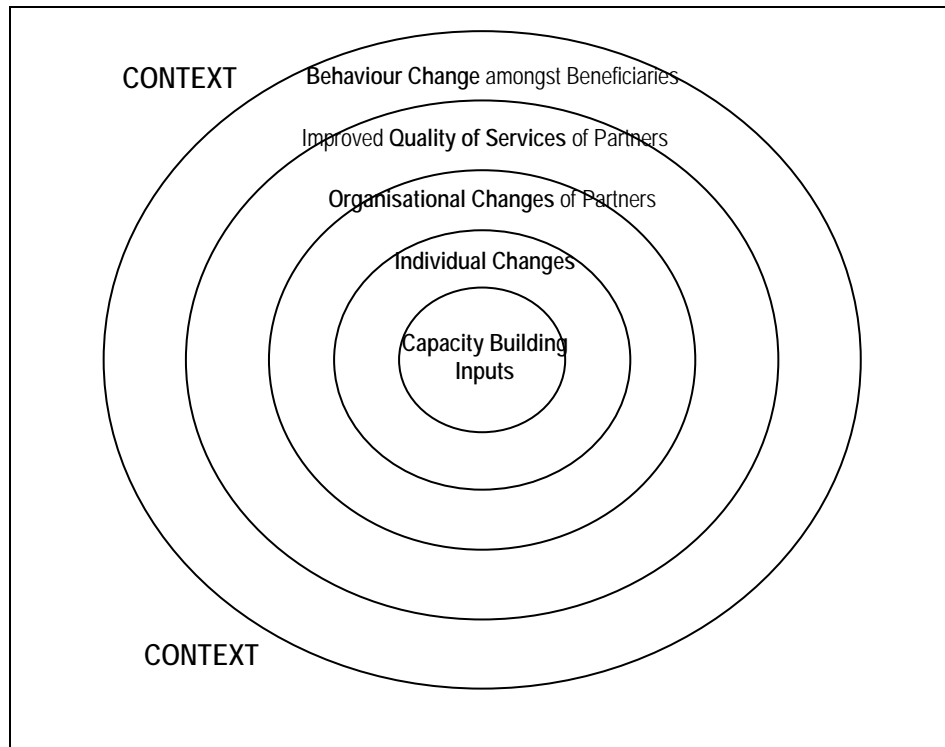 CONTEXT
Behaviour Change amongst Beneficiaries
Improved Quality of Services of Partners
Organisational Changes of Partners
Individual Changes
Capacity Building
Inputs
CONTEXT